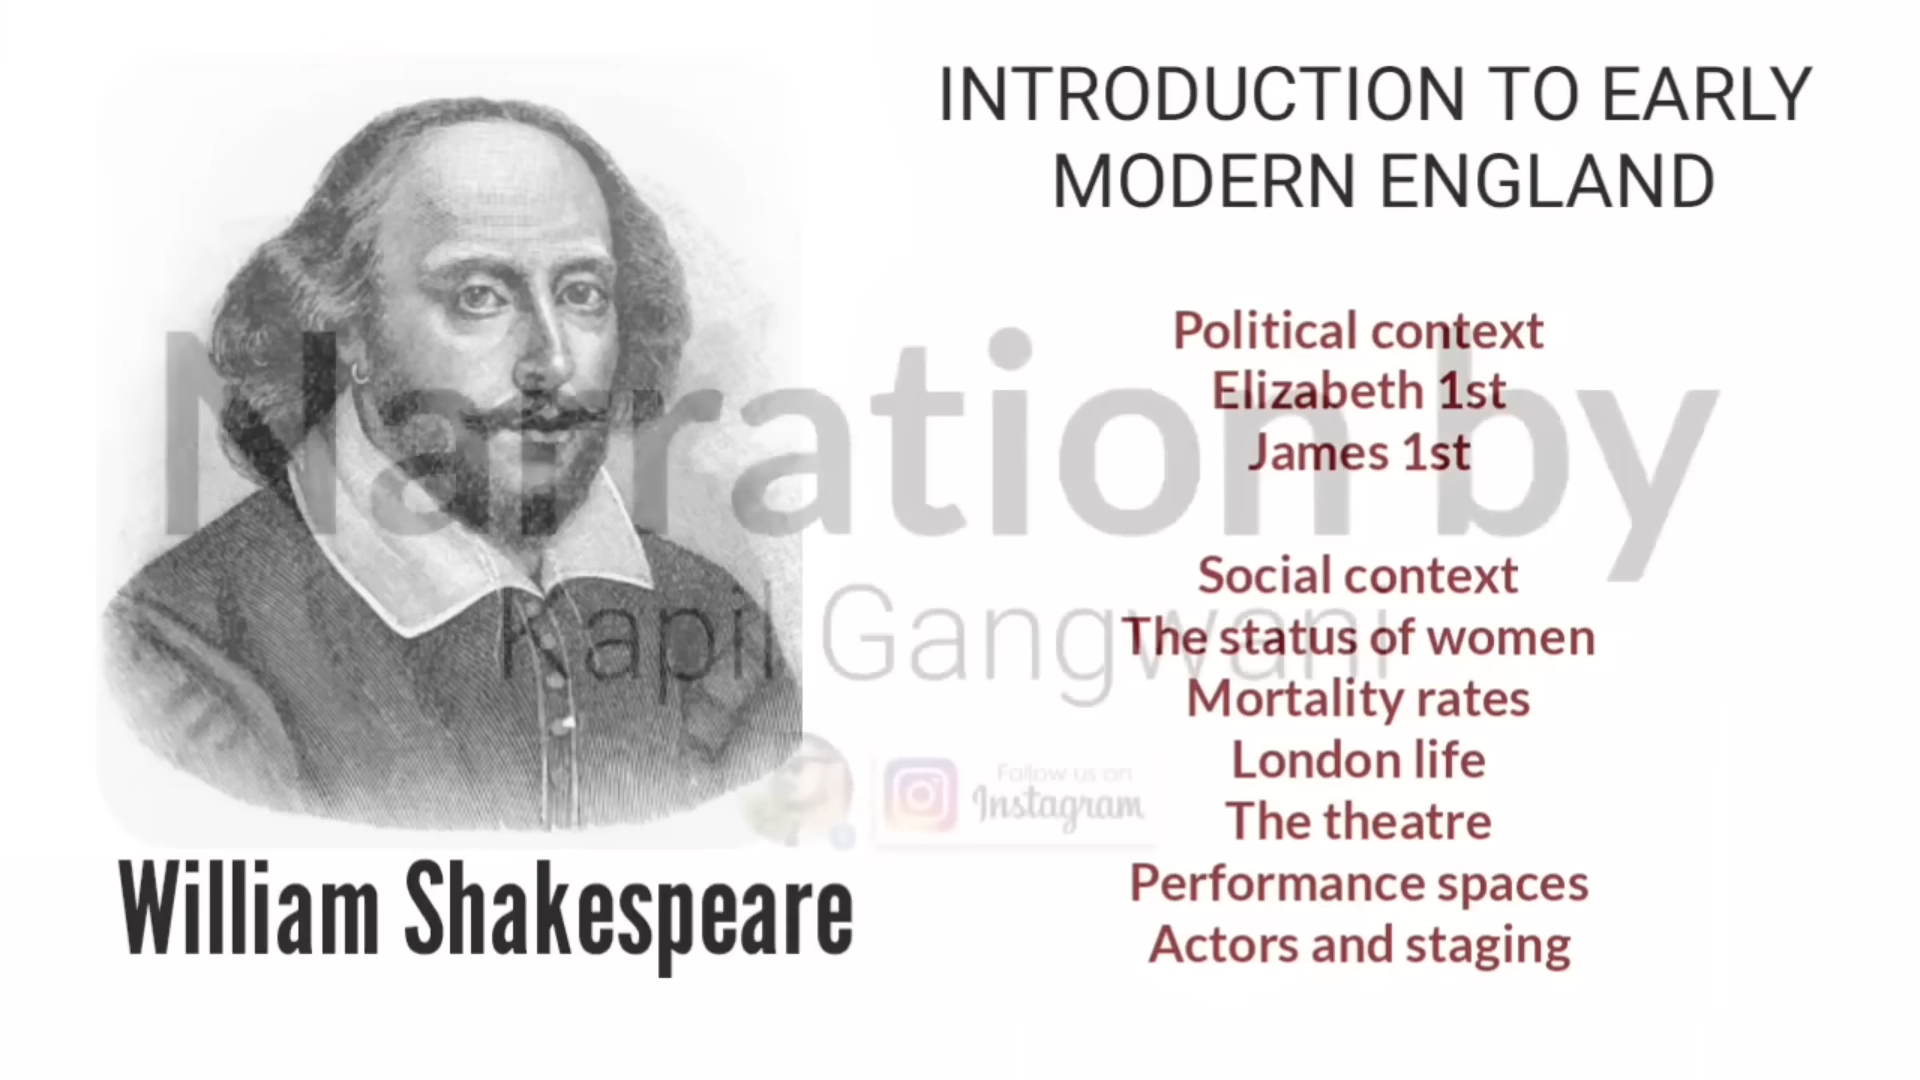 INTRODUCTION TO EARLY
MODERN ENGLAND
Political context
Elizabeth 1st
James 1st
Social context
The status of women
Mortality rates
London life
The theatre
Performance spaces
Actors and staging
William Shakespeare
Narration by
Kapil Gangwani
Follow us on
Instagram